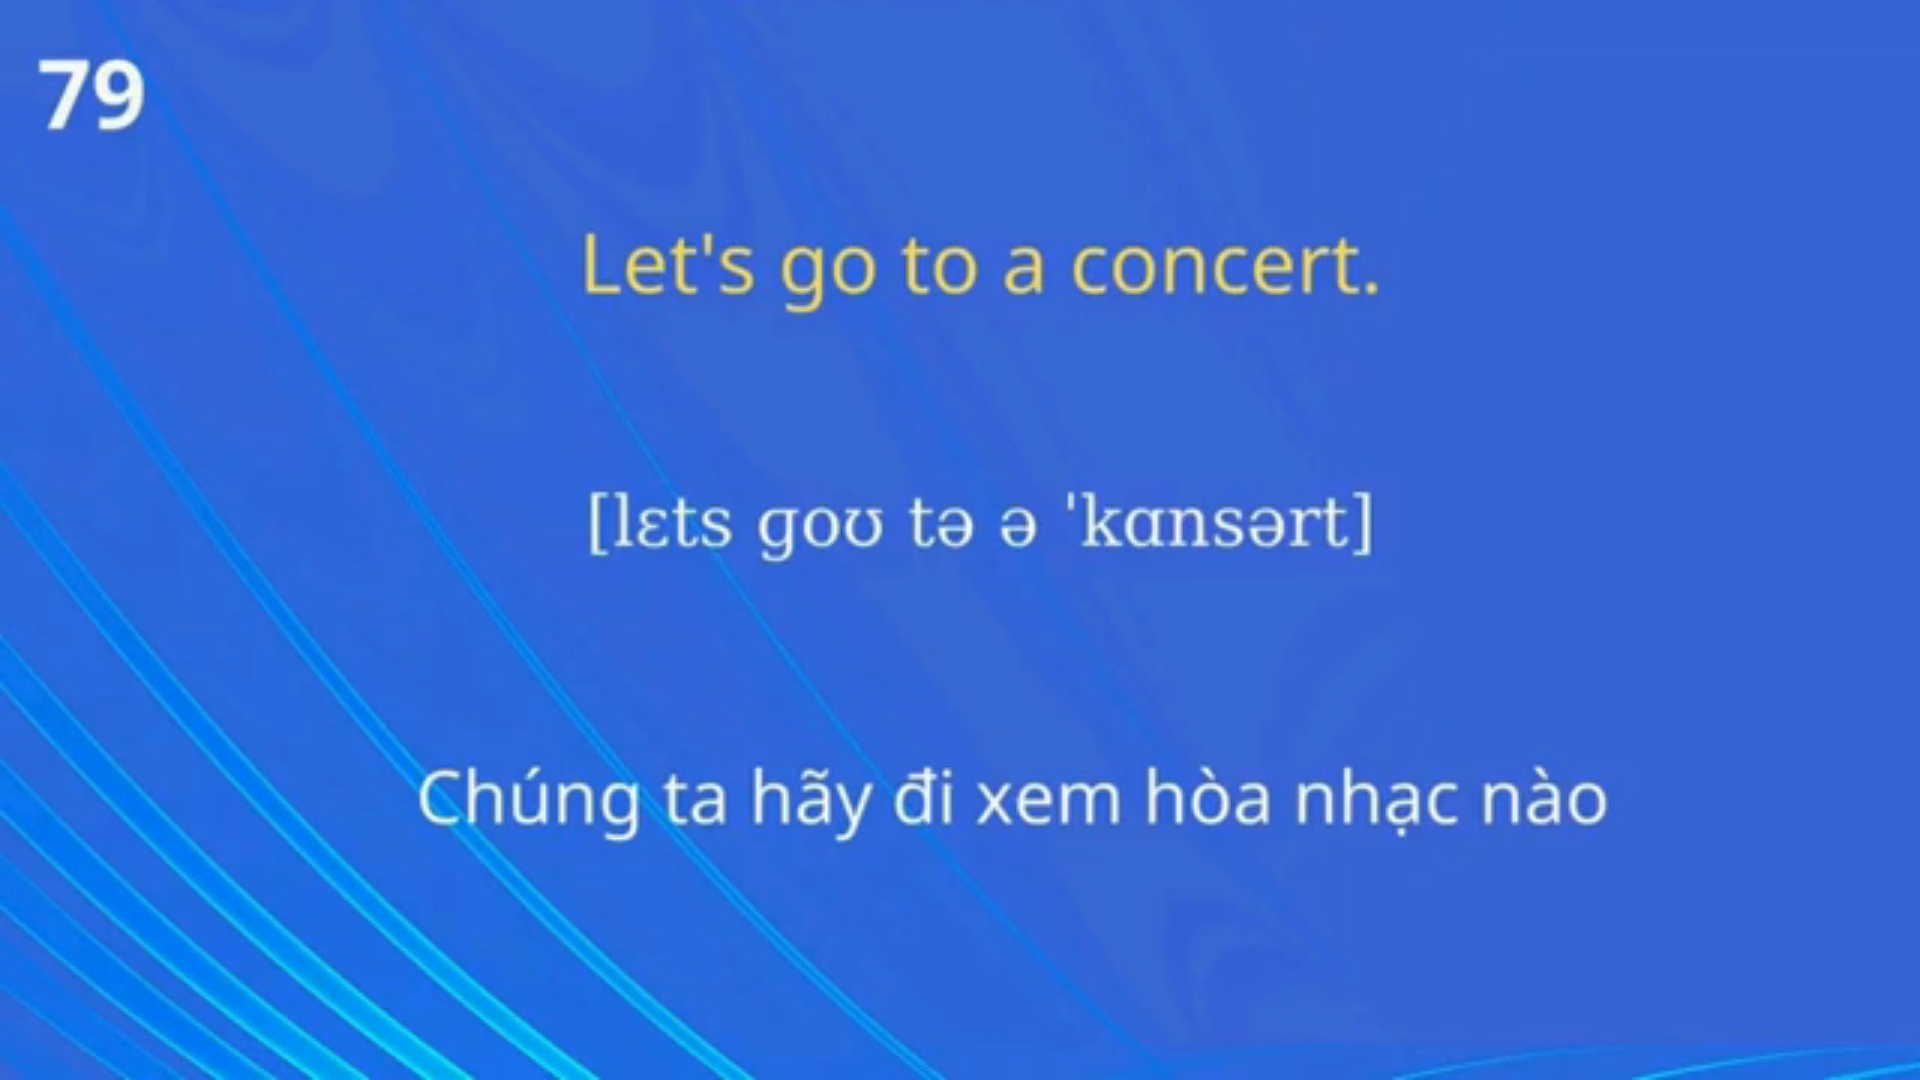 79
Let's go to a concert.
[lɛts ɡoʊ tə ə ˈkɑnsərt]
Chúng ta hãy đi xem hòa nhạc nào